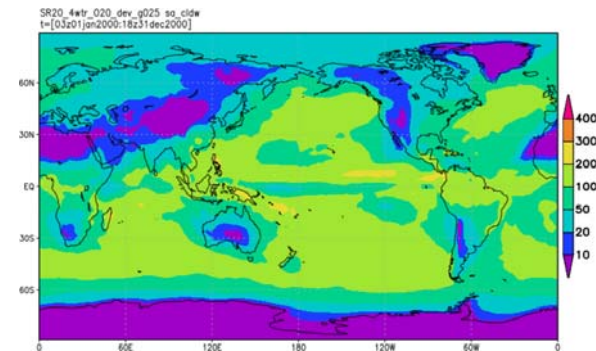 SR20_4wtr_020_dev_g025 sa_cldw
t=[03z01jan2000:18z31dec2000]
60N
30N
EQ
30S
60S
0 60E 120E 180 120W 60W 0
400
300
200
100
50
20
10